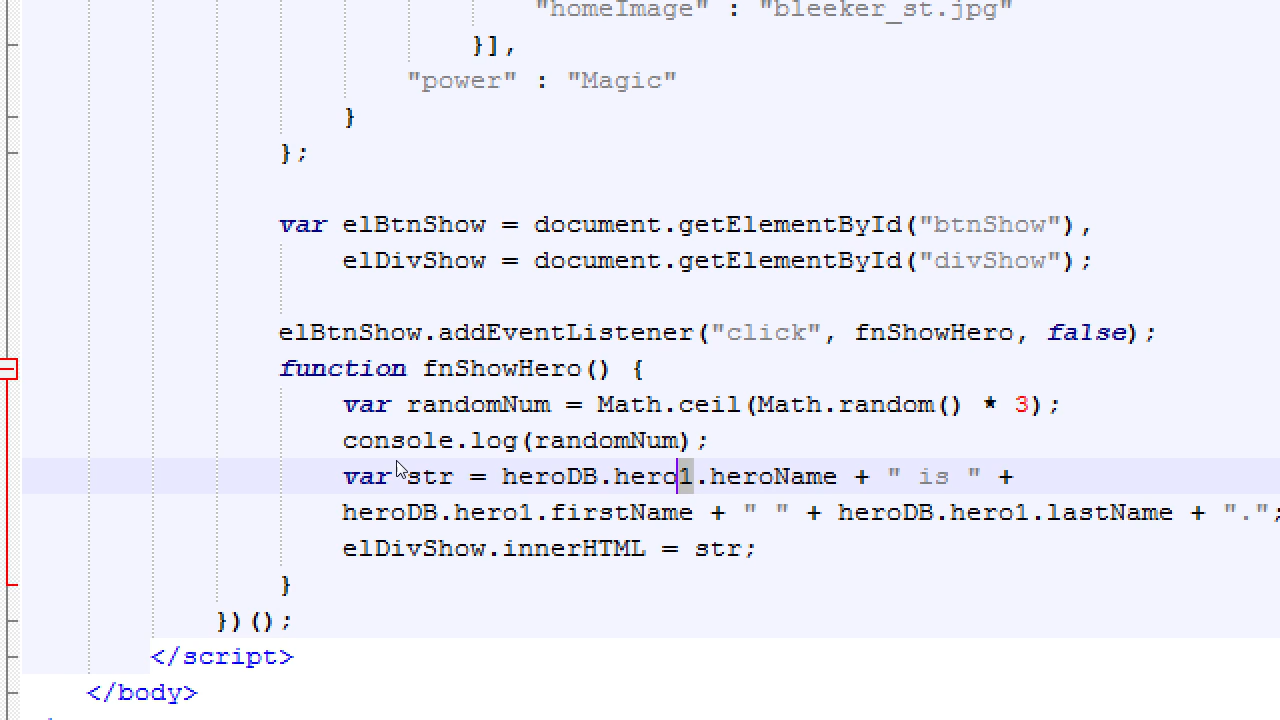 "homeImage" : "bleeker_st.jpg"
}],
"power" : "Magic"
}
};
var elBtnShow = document.getElementById("btnShow"),
elDivShow = document.getElementById("divShow");
elBtnShow.addEventListener("click", fnShowHero, false);
function fnShowHero() {
var randomNum = Math.ceil(Math.random() * 3);
console.log(randomNum);
var str = heroDB.hero1.heroName + " is " +
heroDB.hero1.firstName + " " + heroDB.hero1.lastName + ".";
elDivShow.innerHTML = str;
}
})();
</script>
</body>